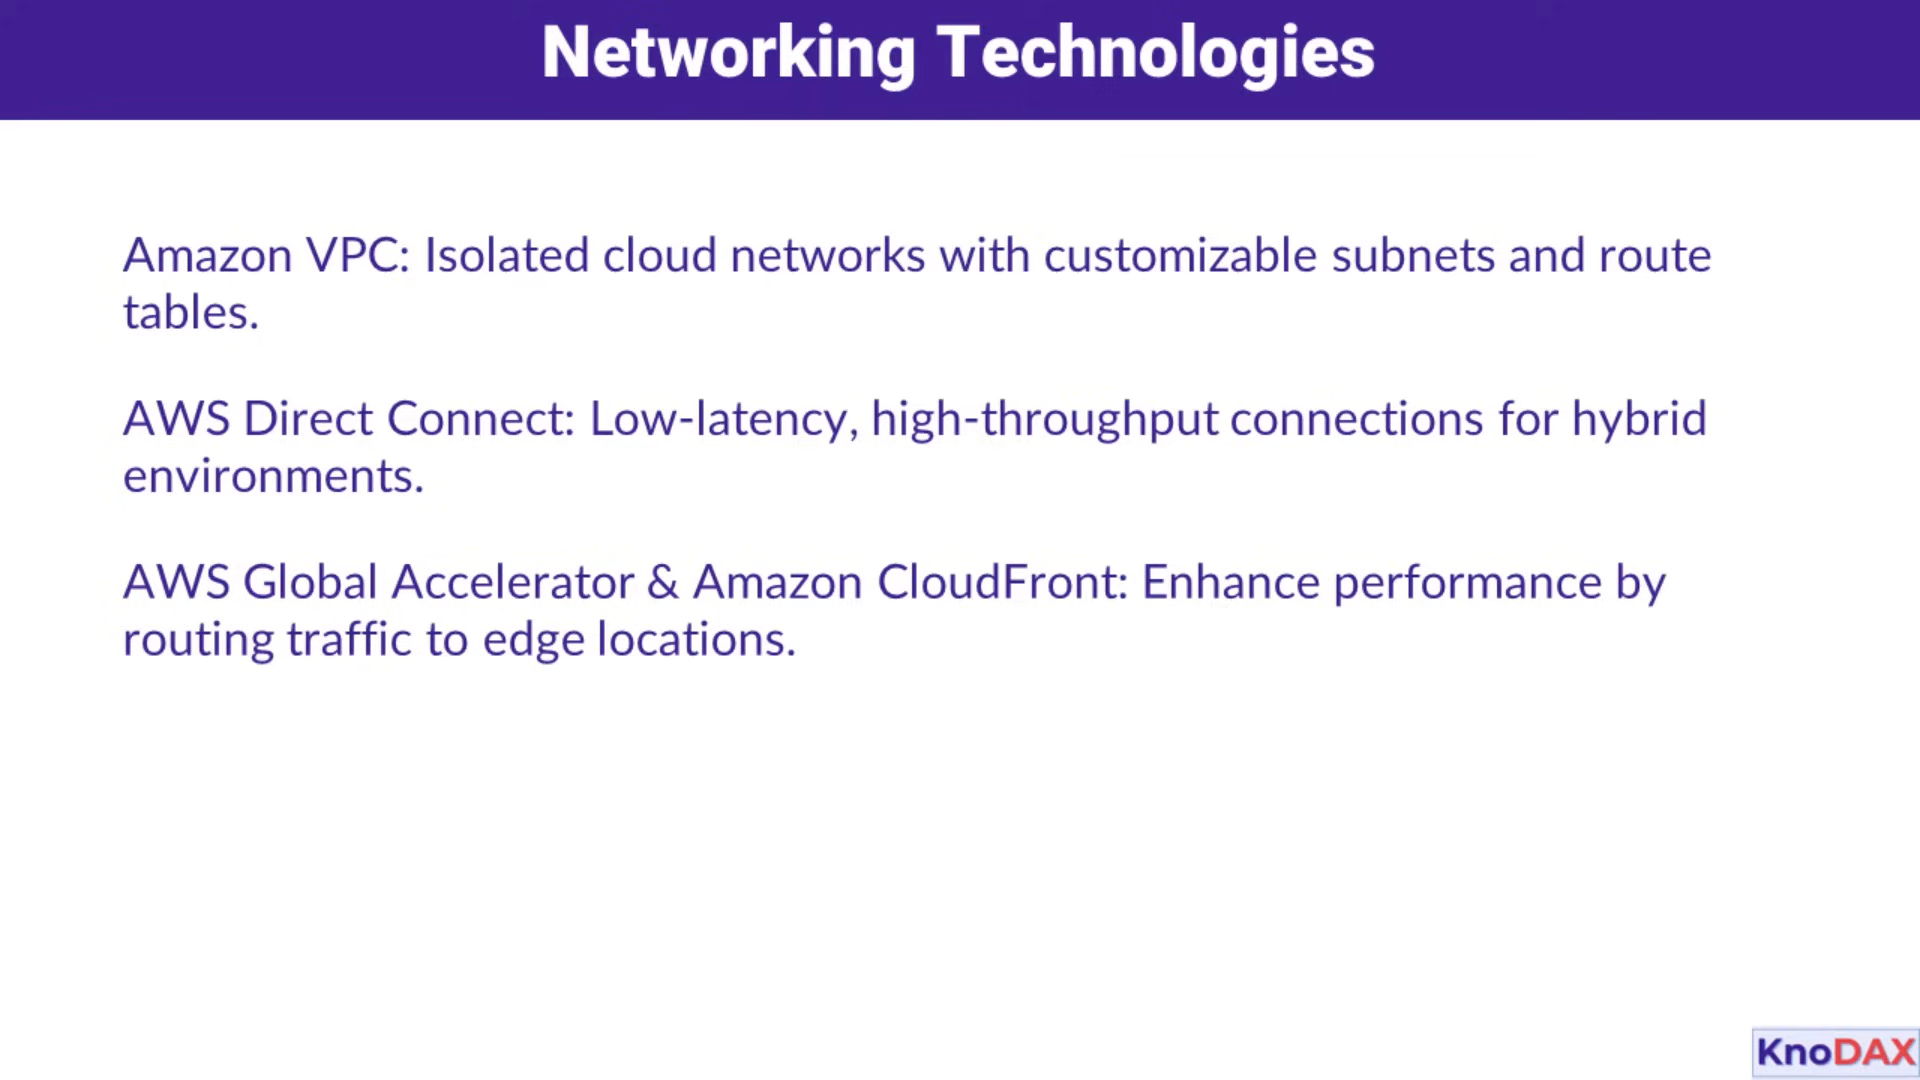 Networking Technologies
Amazon VPC: Isolated cloud networks with customizable subnets and route
tables.
AWS Direct Connect: Low-latency, high-throughput connections for hybrid
environments.
AWS Global Accelerator & Amazon CloudFront: Enhance performance by
routing traffic to edge locations.
KnoDAX